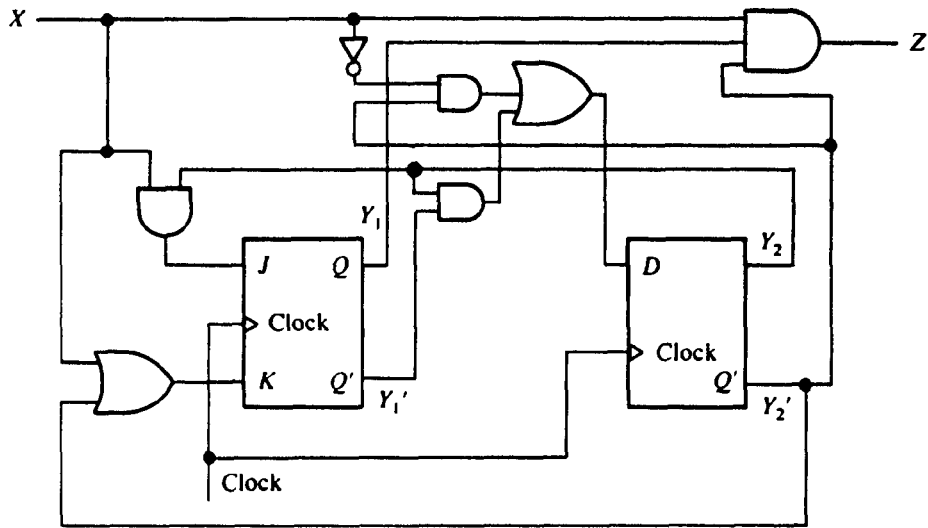 X
Z
Y₁
Y₂
J Q
D
Clock
Clock
K Q'
Q'
Y₁'
Y₂'
Clock